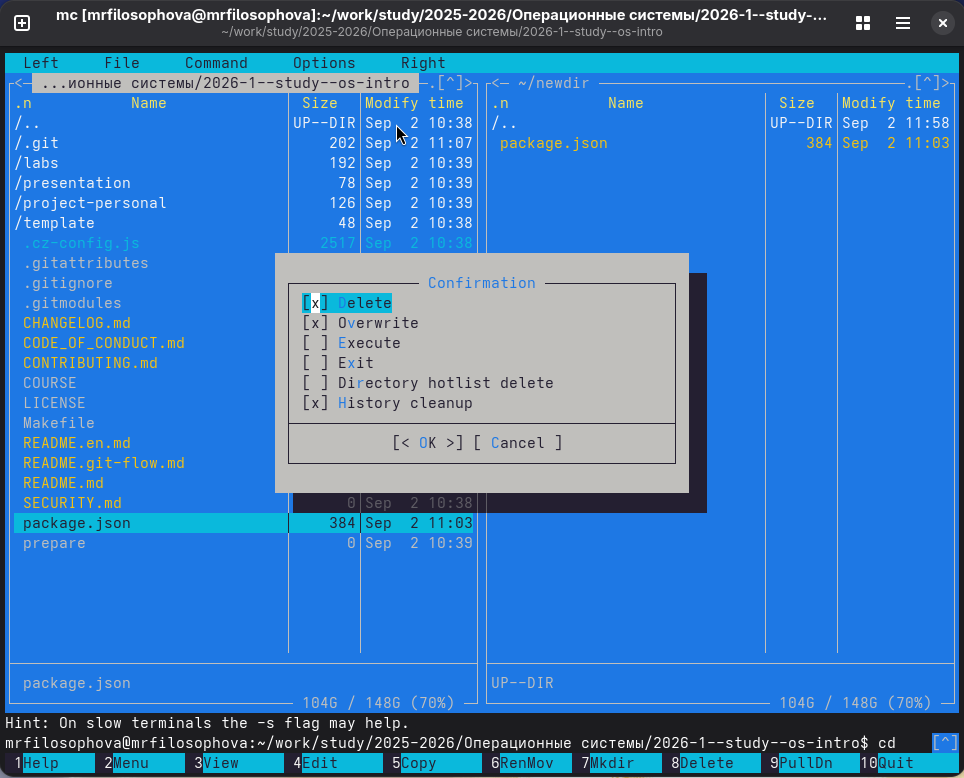 mc [mrfilosophova@mrfilosophova]:~/work/study/2025-2026/Операционные системы/2026-1--study-...
~/work/study/2025-2026/Операционные системы/2026-1--study--os-intro
Left File Command Options Right
<— ...ионные системы/2026-1--study--os-intro —.[^]> <— ~/newdir .[^]>
.n Name Size Modify time .n Name Size Modify time
/.. UP--DIR Sep 2 10:38 /.. UP--DIR Sep 2 11:58
/.git 202 Sep 2 11:07 package.json 384 Sep 2 11:03
/labs 192 Sep 2 10:39
/presentation 78 Sep 2 10:39
/project-personal 126 Sep 2 10:39
/template 48 Sep 2 10:38
.cz-config.js 2517 Sep 2 10:38
.gitattributes
.gitignore
.gitmodules
CHANGELOG.md
CODE_OF_CONDUCT.md
CONTRIBUTING.md
COURSE
LICENSE
Makefile
README.en.md
README.git-flow.md
README.md
SECURITY.md 0 Sep 2 10:38
package.json 384 Sep 2 11:03
prepare 0 Sep 2 10:39
Confirmation
[x] Delete
[x] Overwrite
[ ] Execute
[ ] Exit
[ ] Directory hotlist delete
[x] History cleanup
[< OK >] [ Cancel ]
package.json UP--DIR
104G / 148G (70%) 104G / 148G (70%)
Hint: On slow terminals the -s flag may help.
mrfilosophova@mrfilosophova:~/work/study/2025-2026/Операционные системы/2026-1--study--os-intro$ cd [^]
1Help 2Menu 3View 4Edit 5Copy 6RenMov 7Mkdir 8Delete 9PullDn 10Quit